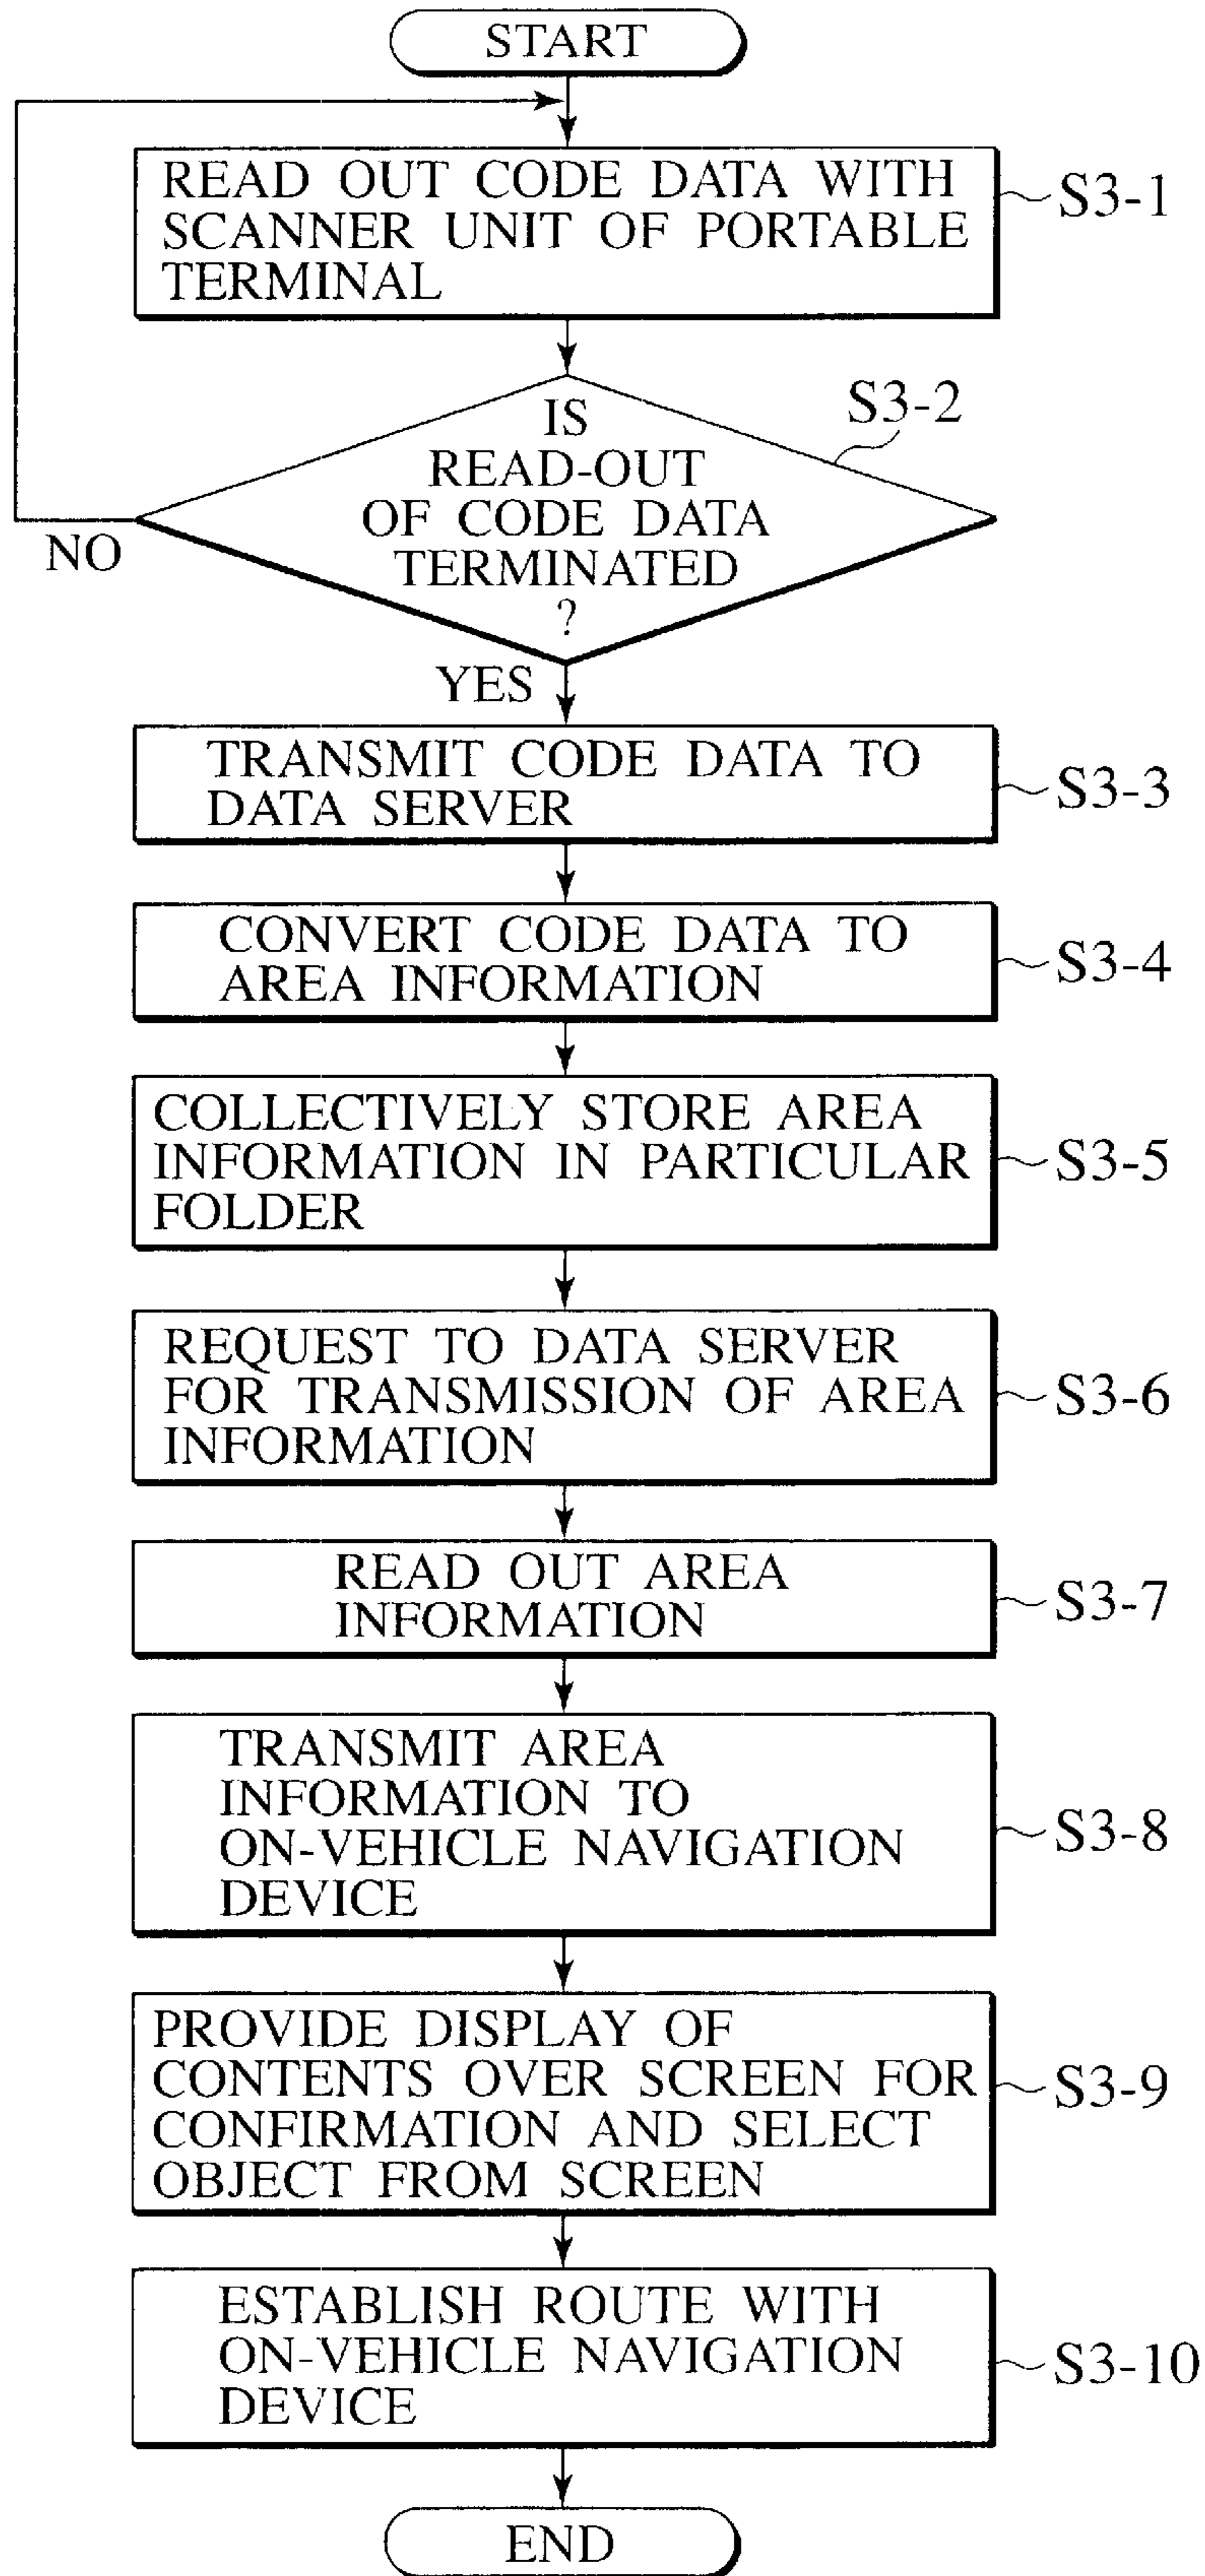 START
READ OUT CODE DATA WITH
SCANNER UNIT OF PORTABLE
TERMINAL
S3-1
IS
READ-OUT
OF CODE DATA
TERMINATED
?
S3-2
NO
YES
TRANSMIT CODE DATA TO
DATA SERVER
S3-3
CONVERT CODE DATA TO
AREA INFORMATION
S3-4
COLLECTIVELY STORE AREA
INFORMATION IN PARTICULAR
FOLDER
S3-5
REQUEST TO DATA SERVER
FOR TRANSMISSION OF AREA
INFORMATION
S3-6
READ OUT AREA
INFORMATION
S3-7
TRANSMIT AREA
INFORMATION TO
ON-VEHICLE NAVIGATION
DEVICE
S3-8
PROVIDE DISPLAY OF
CONTENTS OVER SCREEN FOR
CONFIRMATION AND SELECT
OBJECT FROM SCREEN
S3-9
ESTABLISH ROUTE WITH
ON-VEHICLE NAVIGATION
DEVICE
S3-10
END